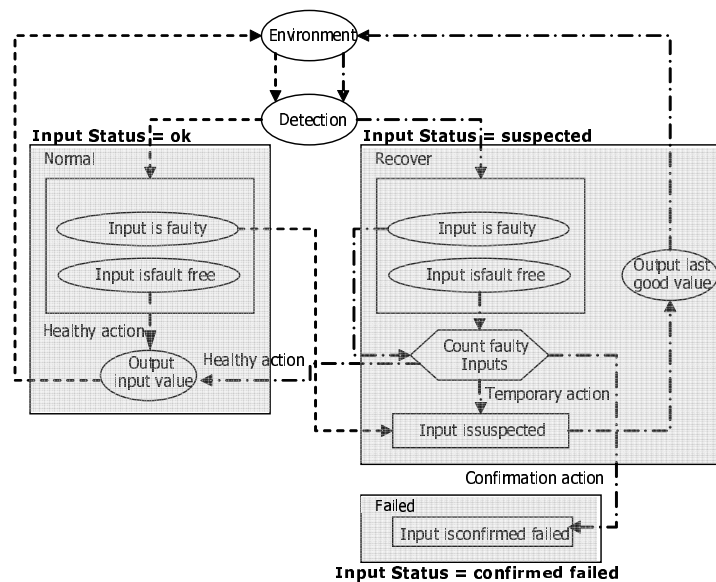 Environment
Detection
Input Status = ok
Input Status = suspected
Normal
Recover
Input is faulty
Input is faulty
Input isfault free
Input isfault free
Output last
good value
Healthy action
Healthy action
Output
input value
Count faulty
Inputs
Temporary action
Input issuspected
Confirmation action
Failed
Input isconfirmed failed
Input Status = confirmed failed